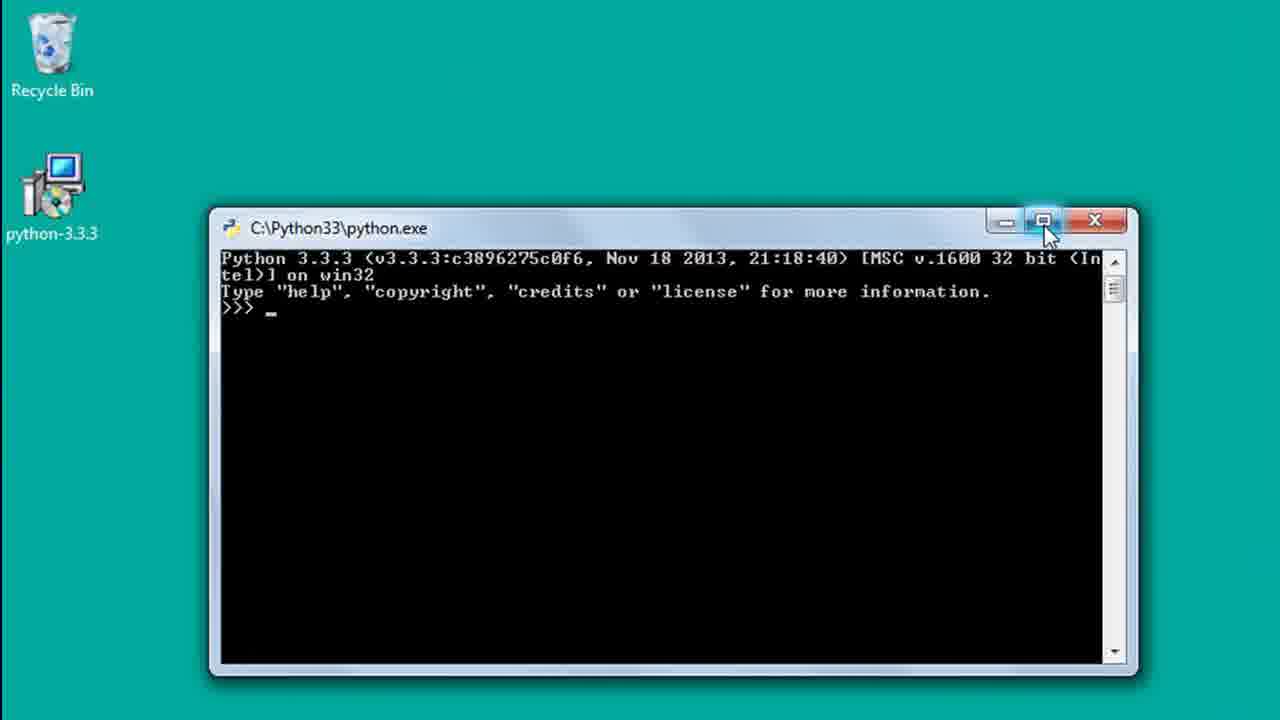 Recycle Bin
python-3.3.3
C:\Python33\python.exe
Python 3.3.3 (v3.3.3:c3896275c0f6, Nov 18 2013, 21:18:40) [MSC v.1600 32 bit (In
tel)] on win32
Type "help", "copyright", "credits" or "license" for more information.
>>> _